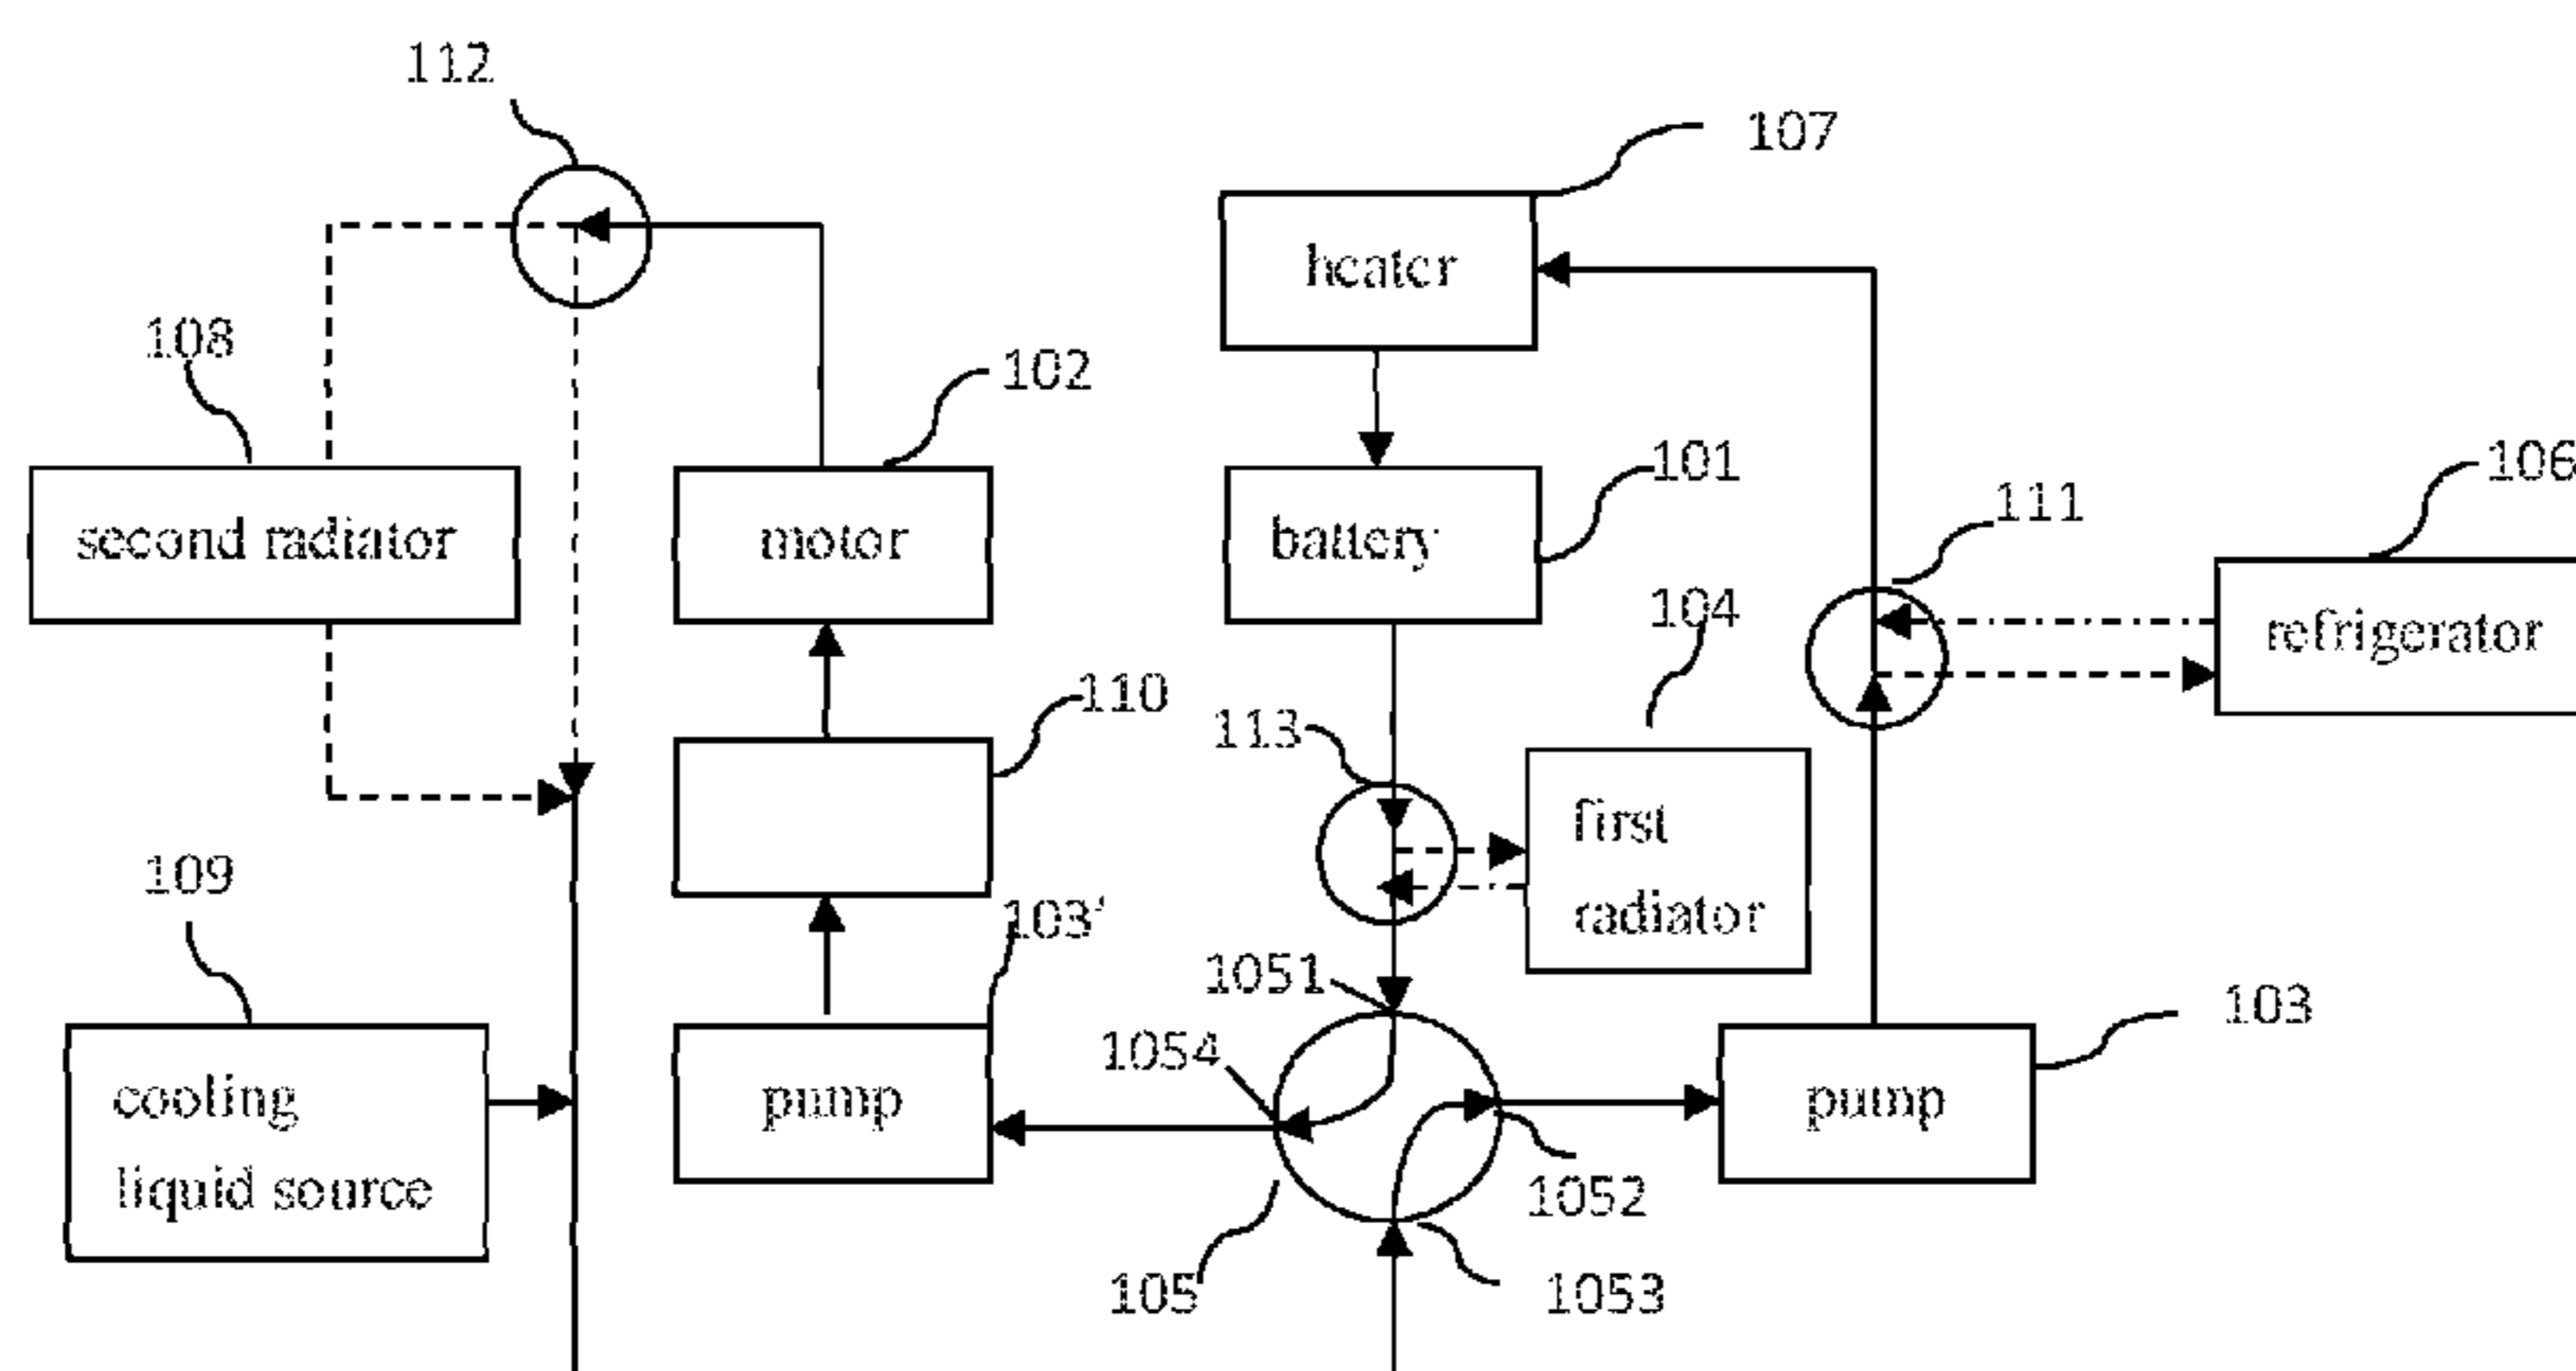 112
107
heater
108
102
101
106
111
second radiator
motor
battery
104
refrigerator
110
113
first
radiator
109
103'
1051
103
1054
cooling
liquid source
pump
pump
1052
105
1053